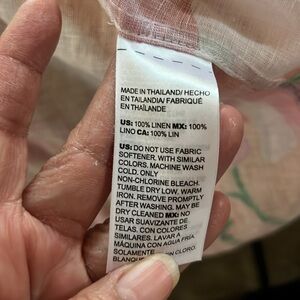 MADE IN THAILAND/ HECHO
EN TAILANDIA/ FABRIQUÉ
EN THAÏLANDE
US: 100% LINEN MX: 100%
LINO CA: 100% LIN
US: DO NOT USE FABRIC
SOFTENER. WITH SIMILAR
COLORS. MACHINE WASH
COLD. ONLY
NON-CHLORINE BLEACH.
TUMBLE DRY LOW. WARM
IRON. REMOVE PROMPTLY
AFTER WASHING. MAY BE
DRY CLEANED MX: NO
USAR SUAVIZANTE DE
TELAS. CON COLORES
SIMILARES. LAVAR A
MÁQUINA CON AGUA FRÍA.
SOLAMENTE
SIN CLORO.